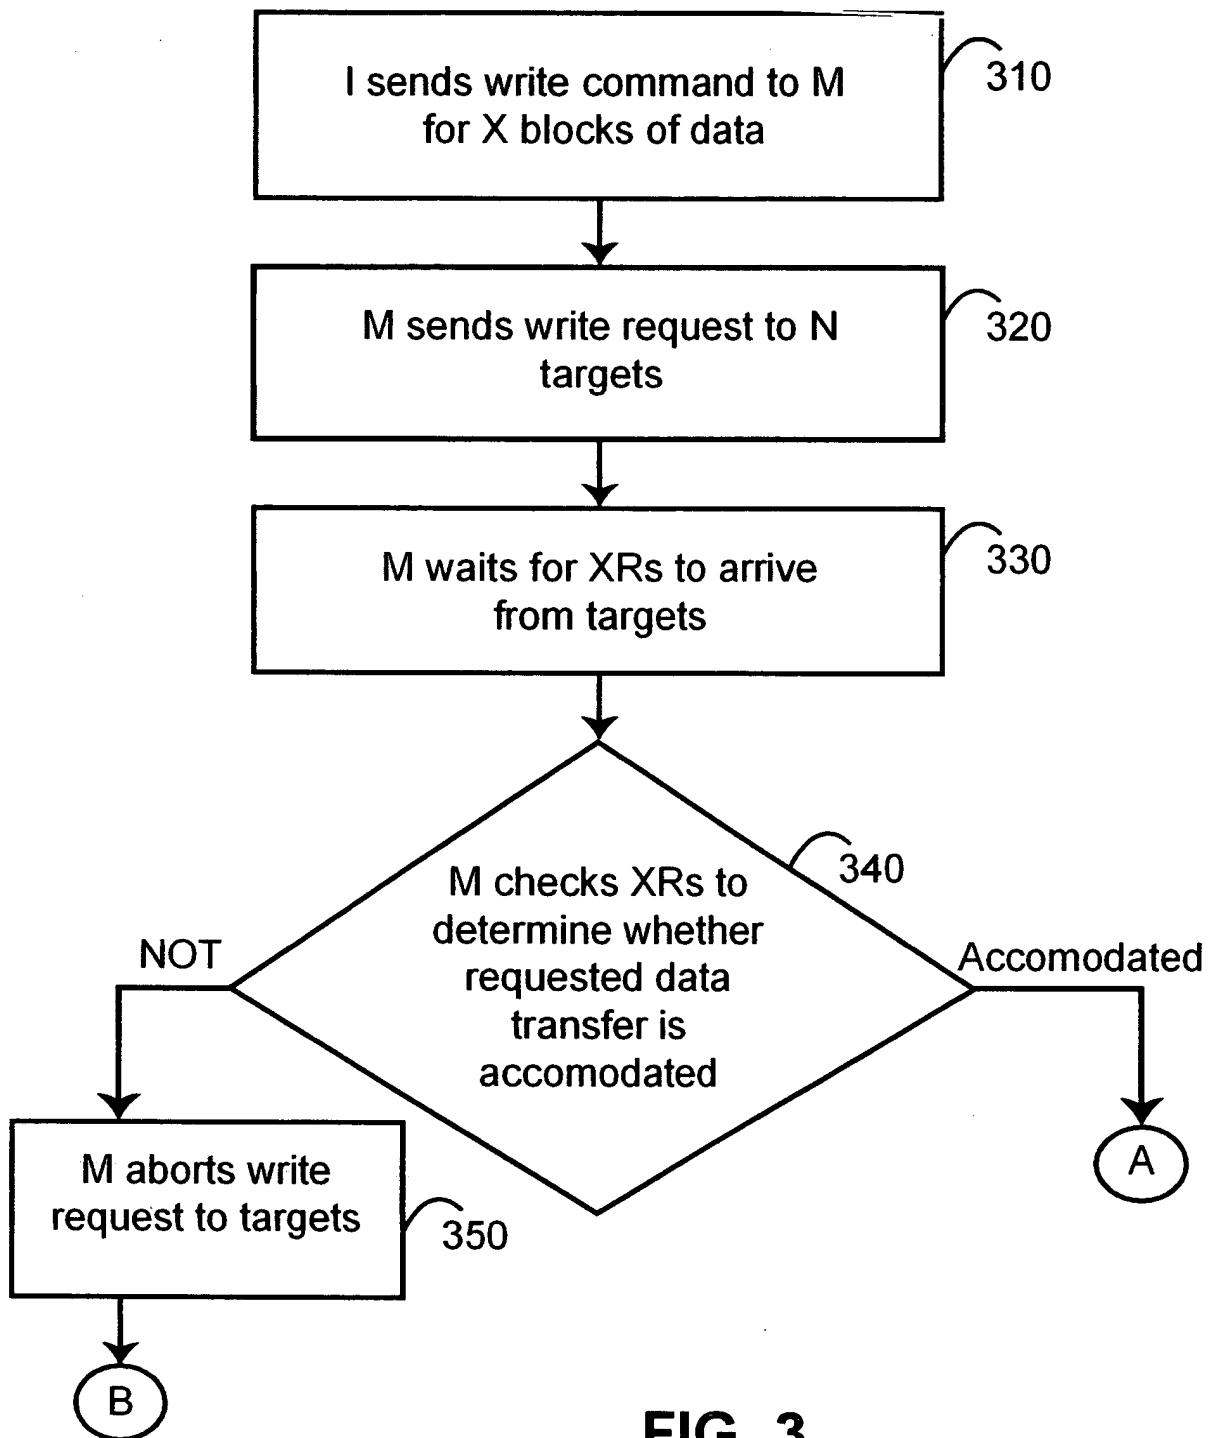 I sends write command to M
for X blocks of data
310
M sends write request to N
targets
320
M waits for XRs to arrive
from targets
330
M checks XRs to
determine whether
requested data
transfer is
accomodated
340
NOT
Accomodated
M aborts write
request to targets
350
A
B
FIG. 3